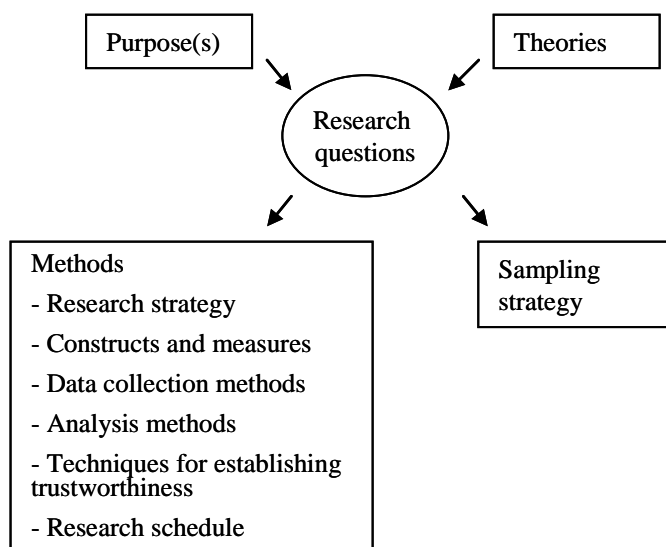 Purpose(s)
Theories
Research
questions
Methods
- Research strategy
- Constructs and measures
- Data collection methods
- Analysis methods
- Techniques for establishing
trustworthiness
- Research schedule
Sampling
strategy